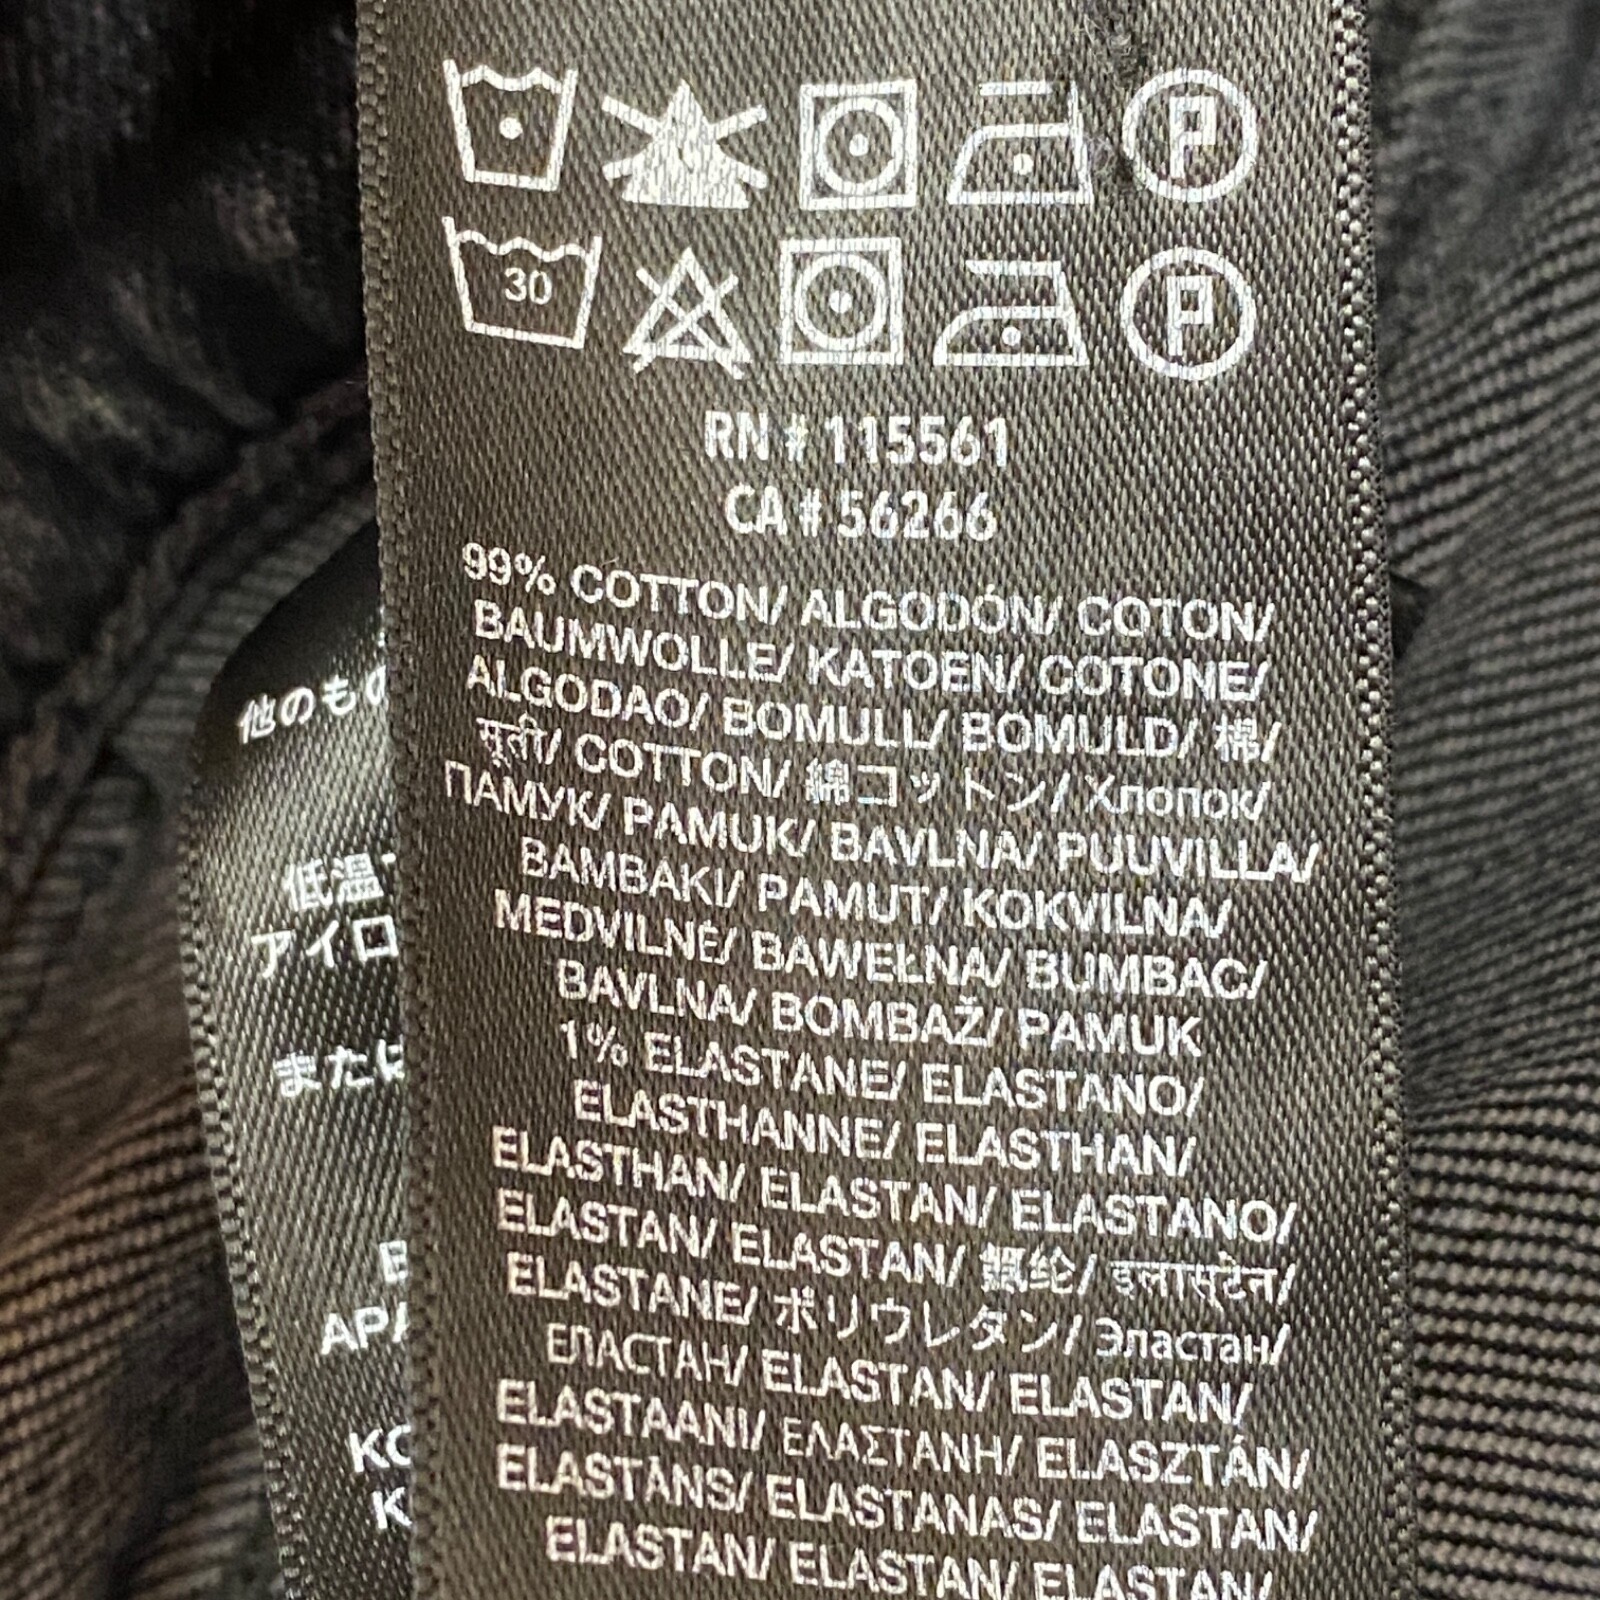 P
30
P
RN # 115561
CA # 56266
99% COTTON/ ALGODÓN/ COTON/
BAUMWOLLE/ KATOEN/ COTONE/
ALGODAO/ BOMULL/ BOMULD/ 棉/
सूती/ COTTON/ 綿コットン/ Хлопок/
ПАМУК/ PAMUK/ BAVLNA/ PUUVILLA/
BAMBAKI/ PAMUT/ KOKVILNA/
MEDVILNĖ/ BAWEŁNA/ BUMBAC/
BAVLNA/ BOMBAŽ/ PAMUK
1% ELASTANE/ ELASTANO/
ELASTHANNE/ ELASTHAN/
ELASTHAN/ ELASTAN/ ELASTANO/
ELASTAN/ ELASTAN/ 氨纶/ इलास्टेन/
ELASTANE/ ポリウレタン/ Эластан/
ЕЛАСТАН/ ELASTAN/ ELASTAN/
ELASTAANI/ ΕΛΑΣΤΑΝΗ/ ELASZTÁN/
ELASTĀNS/ ELASTANAS/ ELASTAN/
ELASTAN/ ELASTAN/ ELASTAN/
他のもの
低温
アイロ
または
AP
KO
K